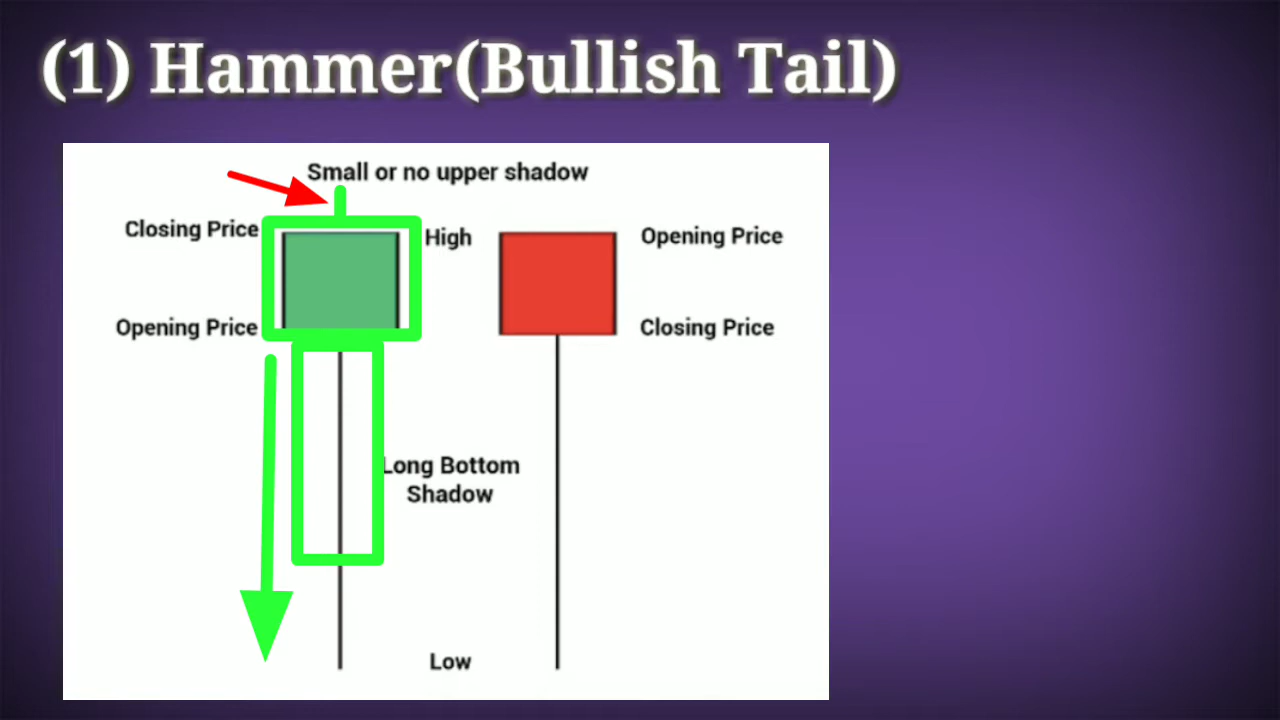 (1) Hammer(Bullish Tail)
Small or no upper shadow
Closing Price
High
Opening Price
Opening Price
Closing Price
Long Bottom
Shadow
Low